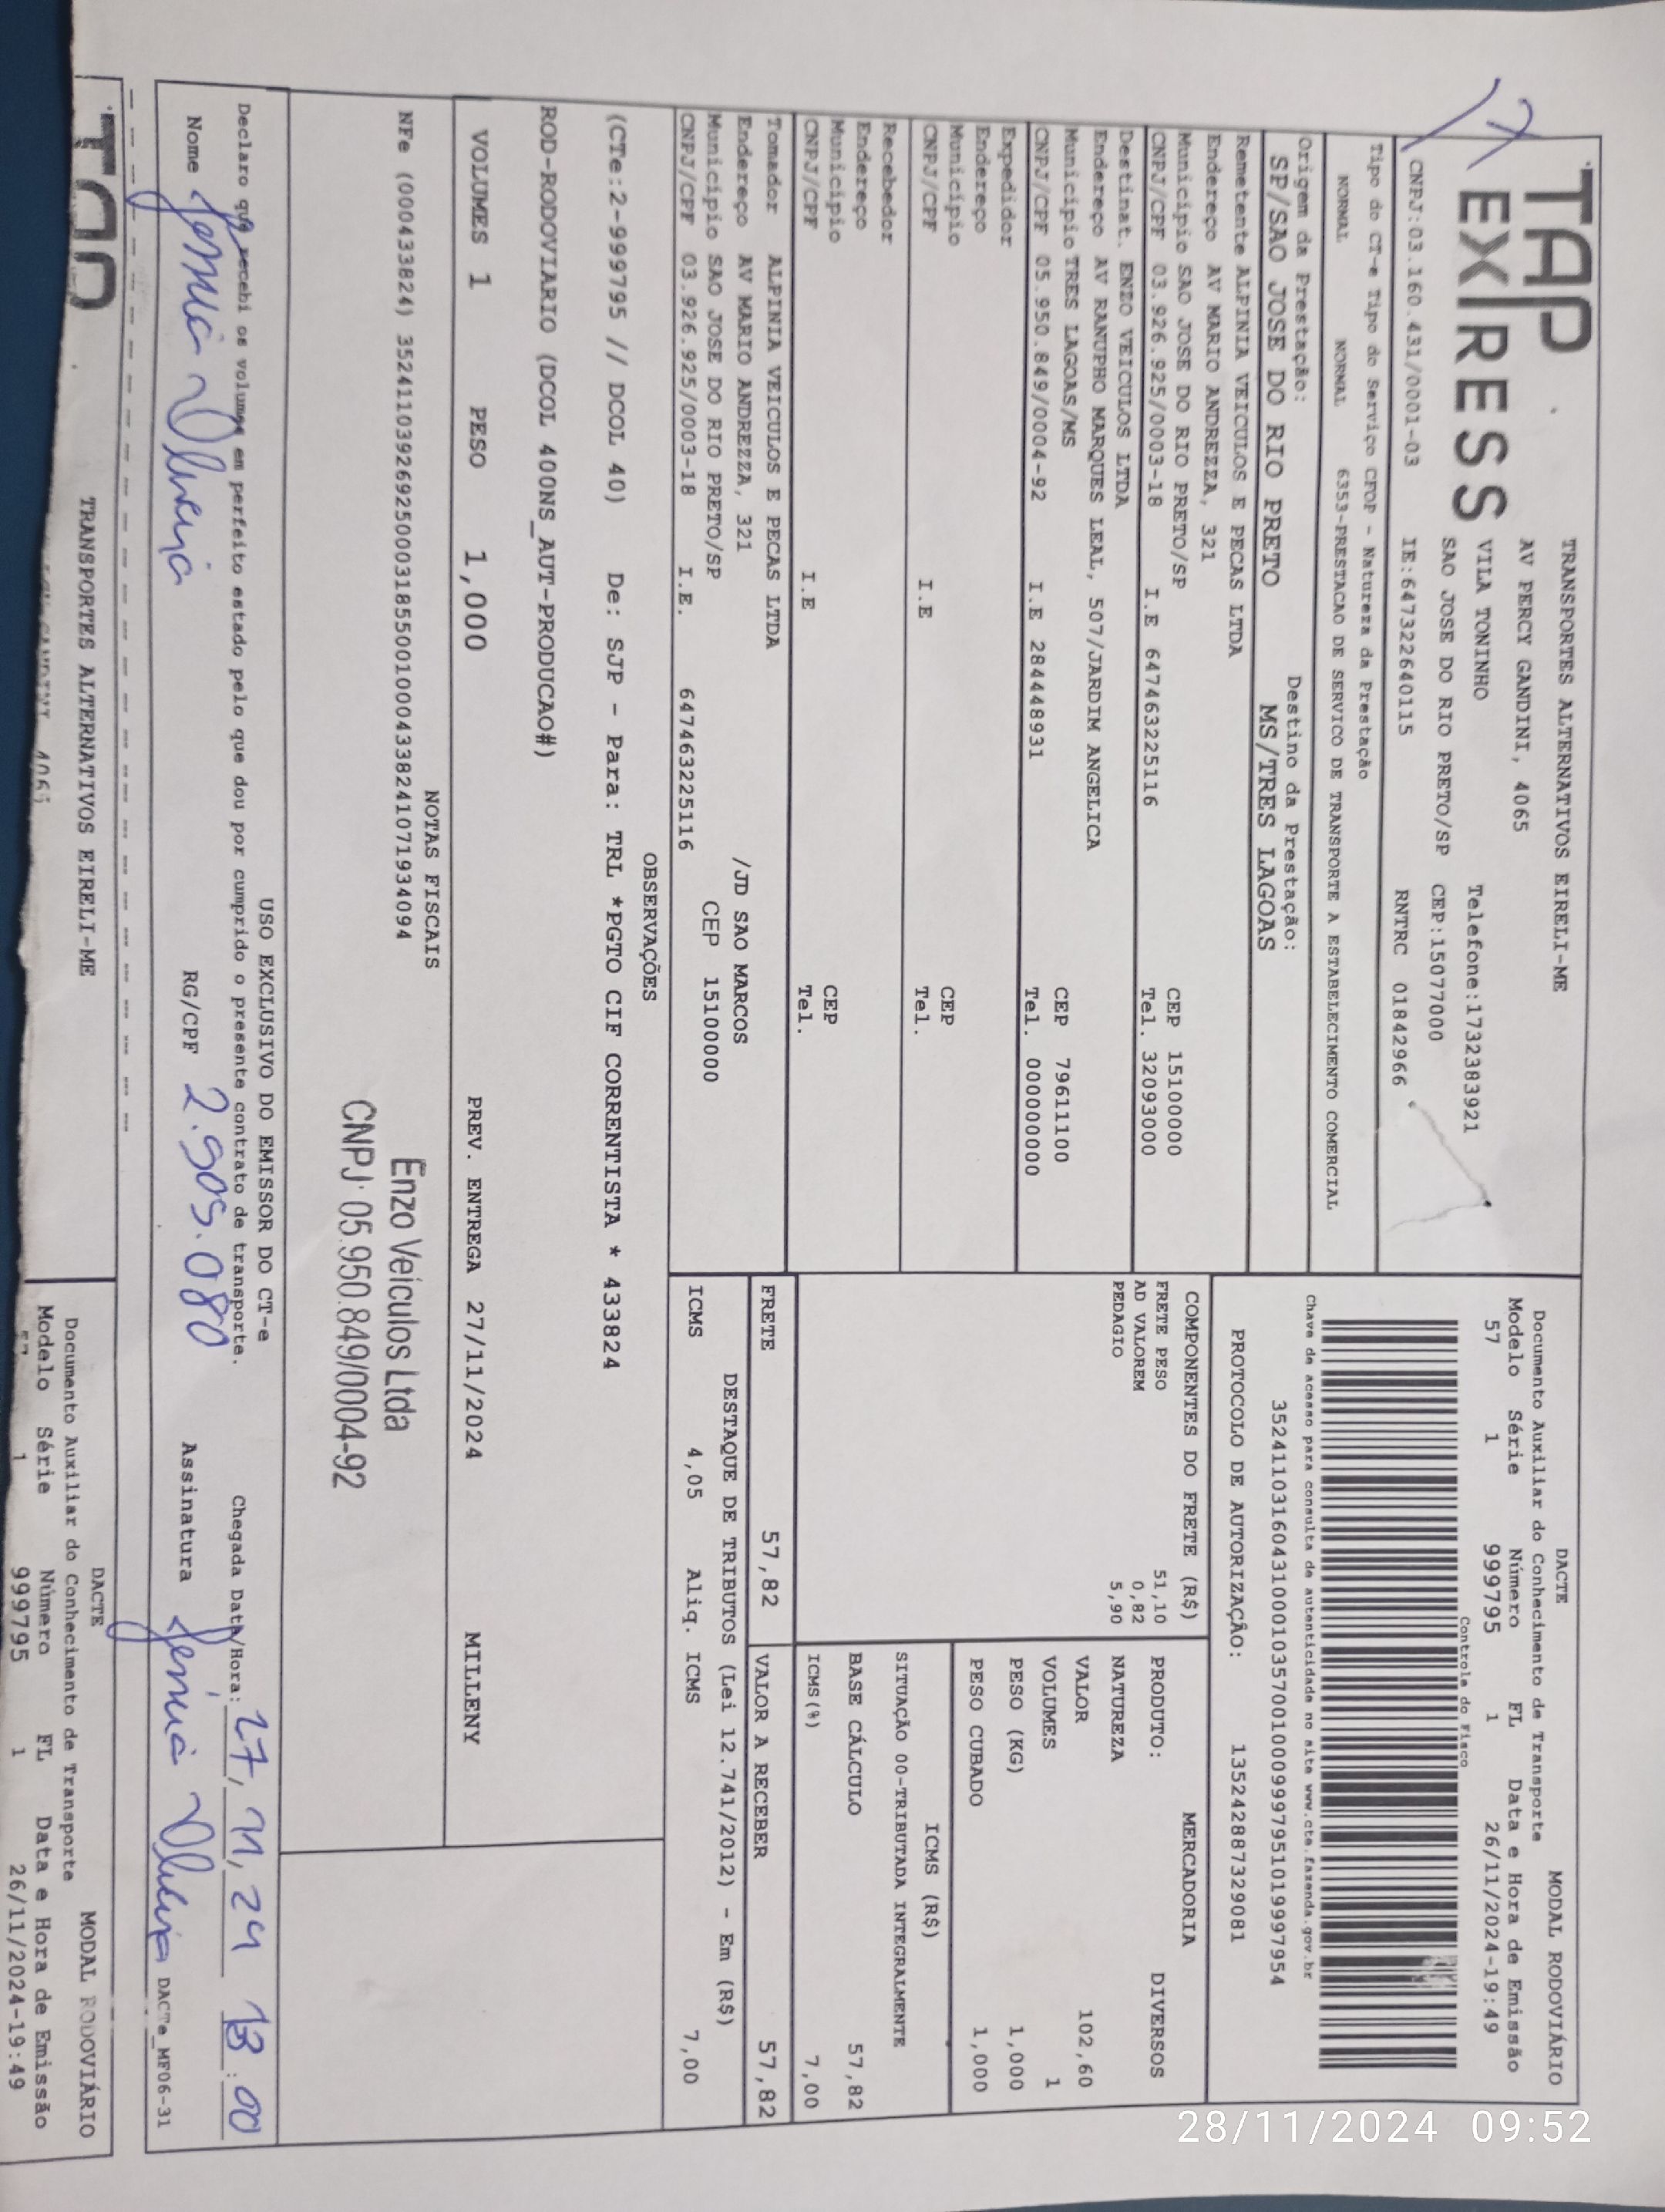 TAP
EXPRESS
TRANSPORTES ALTERNATIVOS EIRELI-ME
AV PERCY GANDINI, 4065
VILA TONINHO Telefone:1732383921
SAO JOSE DO RIO PRETO/SP CEP:15077000
CNPJ:03.160.431/0001-03 IE:647322640115 RNTRC 01842966
Tipo do CT-e Tipo do Serviço CFOP - Natureza da Prestação
NORMAL NORMAL 6353-PRESTACAO DE SERVICO DE TRANSPORTE A ESTABELECIMENTO COMERCIAL
Origem da Prestação: Destino da Prestação:
SP/SAO JOSE DO RIO PRETO MS/TRES LAGOAS
Remetente ALPINIA VEICULOS E PECAS LTDA
Endereço AV MARIO ANDREZZA, 321
Municipio SAO JOSE DO RIO PRETO/SP CEP 15100000
CNPJ/CPF 03.926.925/0003-18 I.E 647463225116 Tel. 32093000
Destinat. ENZO VEICULOS LTDA
Endereço AV RANUPHO MARQUES LEAL, 507/JARDIM ANGELICA
Municipio TRES LAGOAS/MS CEP 79611100
CNPJ/CPF 05.950.849/0004-92 I.E 284448931 Tel. 000000000
Expedidor
Endereço
Municipio CEP
CNPJ/CPF I.E Tel.
Recebedor
Endereço
Municipio CEP
CNPJ/CPF I.E Tel.
Tomador ALPINIA VEICULOS E PECAS LTDA
Endereço AV MARIO ANDREZZA, 321 /JD SAO MARCOS
Municipio SAO JOSE DO RIO PRETO/SP CEP 15100000
CNPJ/CPF 03.926.925/0003-18 I.E. 647463225116
DACTE MODAL RODOVIÁRIO
Documento Auxiliar do Conhecimento de Transporte
Modelo Série Número FL Data e Hora de Emissão
57 1 999795 1 26/11/2024-19:49
Controle do Fisco
Chave de acesso para consulta de autenticidade no site www.cte.fazenda.gov.br
35241103160431000103570010009997951019997954
PROTOCOLO DE AUTORIZAÇÃO: 135242887329081
COMPONENTES DO FRETE (R$)
FRETE PESO 51,10
AD VALOREM 0,82
PEDAGIO 5,90
MERCADORIA
PRODUTO: DIVERSOS
NATUREZA
VALOR 102,60
VOLUMES 1
PESO (KG) 1,000
PESO CUBADO 1,000
ICMS (R$)
SITUAÇÃO 00-TRIBUTADA INTEGRALMENTE
BASE CÁLCULO 57,82
ICMS(%) 7,00
FRETE 57,82 VALOR A RECEBER 57,82
DESTAQUE DE TRIBUTOS (Lei 12.741/2012) - Em (R$)
ICMS 4,05 Aliq. ICMS 7,00
OBSERVAÇÕES
(CTe:2-999795 // DCOL 40) De: SJP - Para: TRL *PGTO CIF CORRENTISTA * 433824
ROD-RODOVIARIO (DCOL 400NS_AUT-PRODUCAO#)
VOLUMES 1 PESO 1,000 PREV. ENTREGA 27/11/2024 MILLENY
NOTAS FISCAIS
NFe (000433824) 35241103926925000318550010004338241071934094
Enzo Veículos Ltda
CNPJ: 05.950.849/0004-92
USO EXCLUSIVO DO EMISSOR DO CT-e
Declaro que recebi os volumes em perfeito estado pelo que dou por cumprido o presente contrato de transporte. Chegada Data/Hora: 27, 11, 24 13:00
Nome RG/CPF 2.905.080 Assinatura
DACTe_MF06-31
TAP
TRANSPORTES ALTERNATIVOS EIRELI-ME
4065
DACTE MODAL RODOVIÁRIO
Documento Auxiliar do Conhecimento de Transporte
Modelo Série Número FL Data e Hora de Emissão
57 1 999795 1 26/11/2024-19:49
28/11/2024 09:52